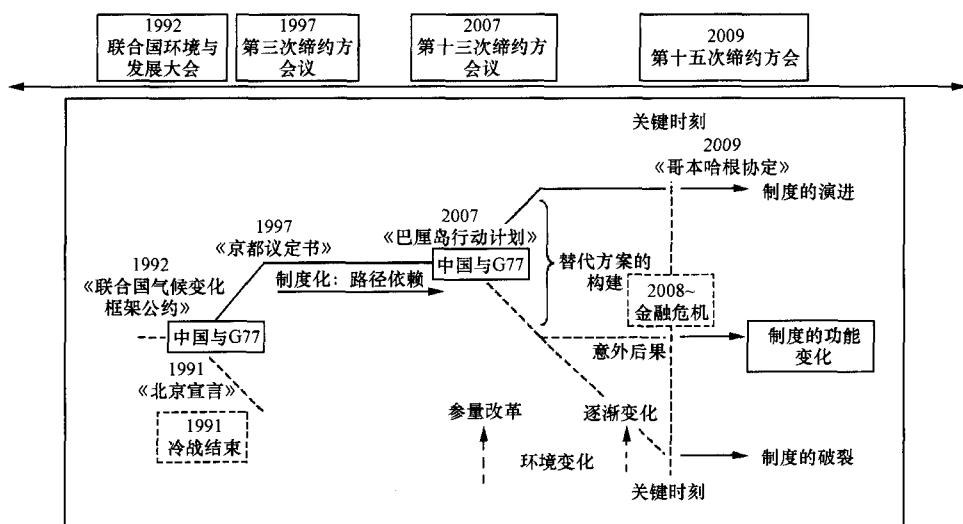 1992
联合国环境与
发展大会
1997
第三次缔约方
会议
2007
第十三次缔约方
会议
2009
第十五次缔约方会
关键时刻
2009
《哥本哈根协定》
制度的演进
1997
《京都议定书》
2007
《巴厘岛行动计划》
中国与G77
替代方案的
构建
制度化：路径依赖
1992
《联合国气候变化
框架公约》
中国与G77
2008~
金融危机
意外后果
制度的功能
变化
1991
《北京宣言》
1991
冷战结束
参量改革
逐渐变化
环境变化
制度的破裂
关键时刻